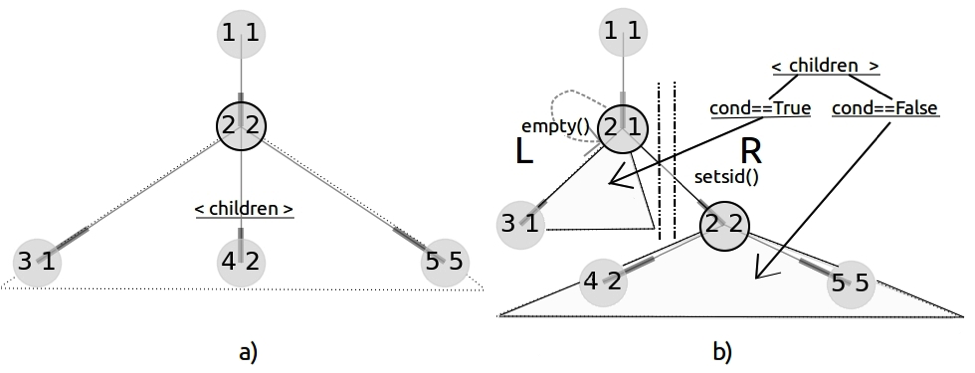 1 1
2 2
< children >
3 1
4 2
5 5
a)
1 1
< children >
cond==True
cond==False
empty()
2 1
L
R
setsid()
3 1
2 2
4 2
5 5
b)